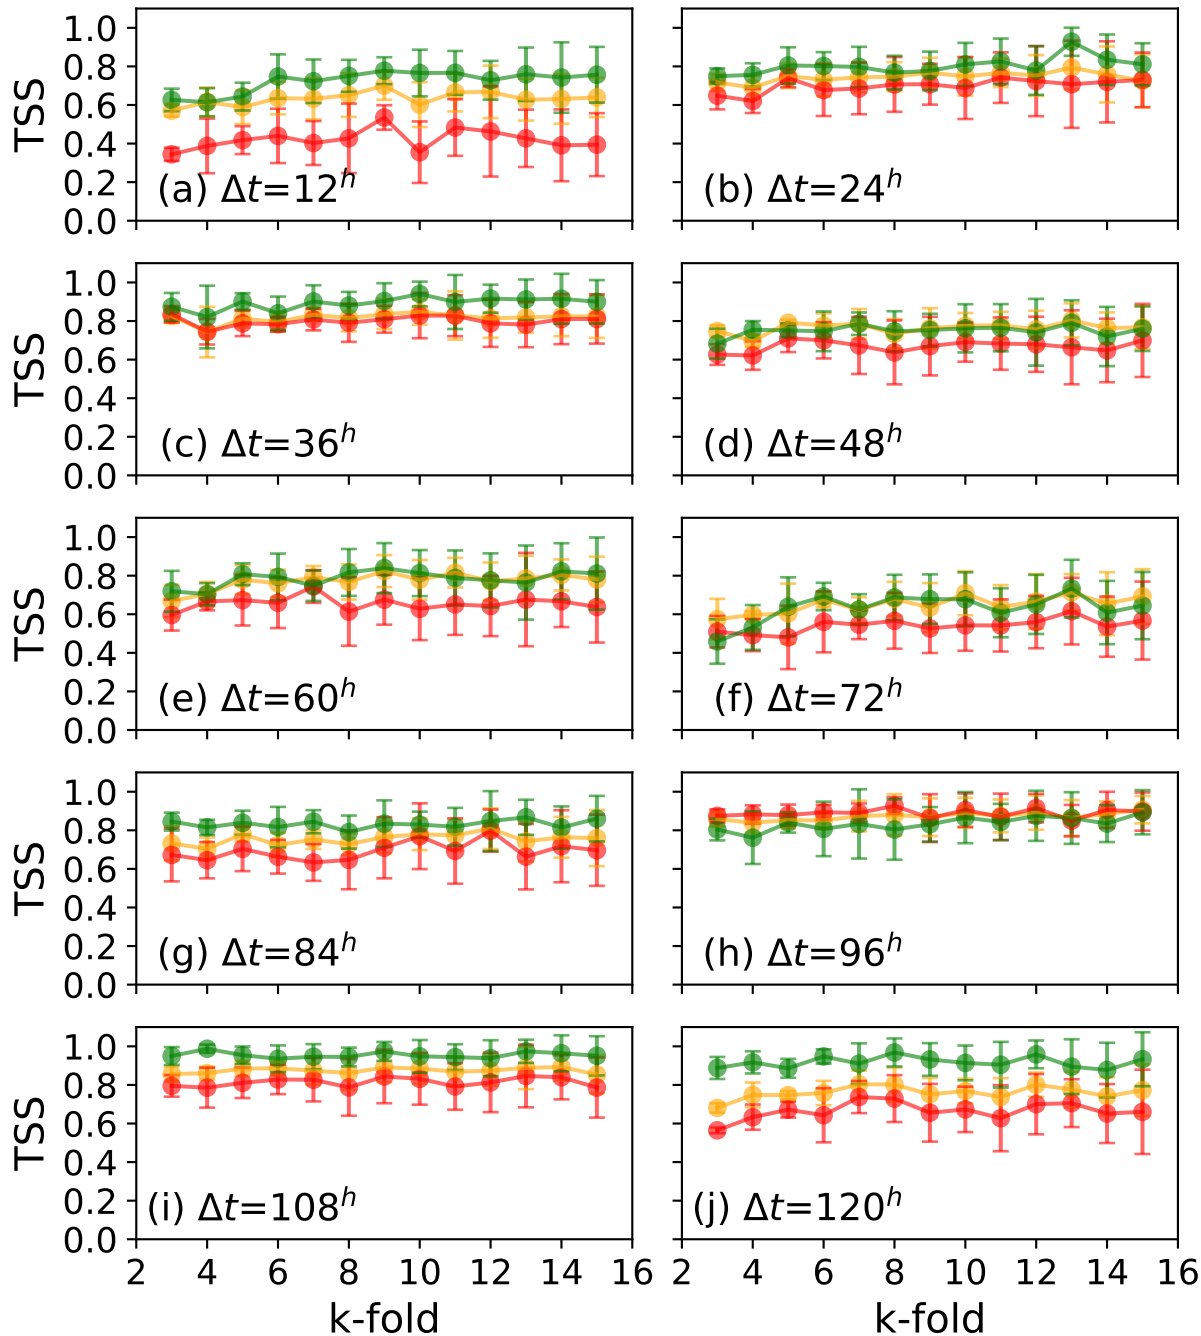 1.0
0.8
0.6
0.4
0.2
0.0
TSS
(a) Δt=12^h
(b) Δt=24^h
1.0
0.8
0.6
0.4
0.2
0.0
TSS
(c) Δt=36^h
(d) Δt=48^h
1.0
0.8
0.6
0.4
0.2
0.0
TSS
(e) Δt=60^h
(f) Δt=72^h
1.0
0.8
0.6
0.4
0.2
0.0
TSS
(g) Δt=84^h
(h) Δt=96^h
1.0
0.8
0.6
0.4
0.2
0.0
TSS
(i) Δt=108^h
(j) Δt=120^h
2 4 6 8 10 12 14 16
2 4 6 8 10 12 14 16
k-fold
k-fold